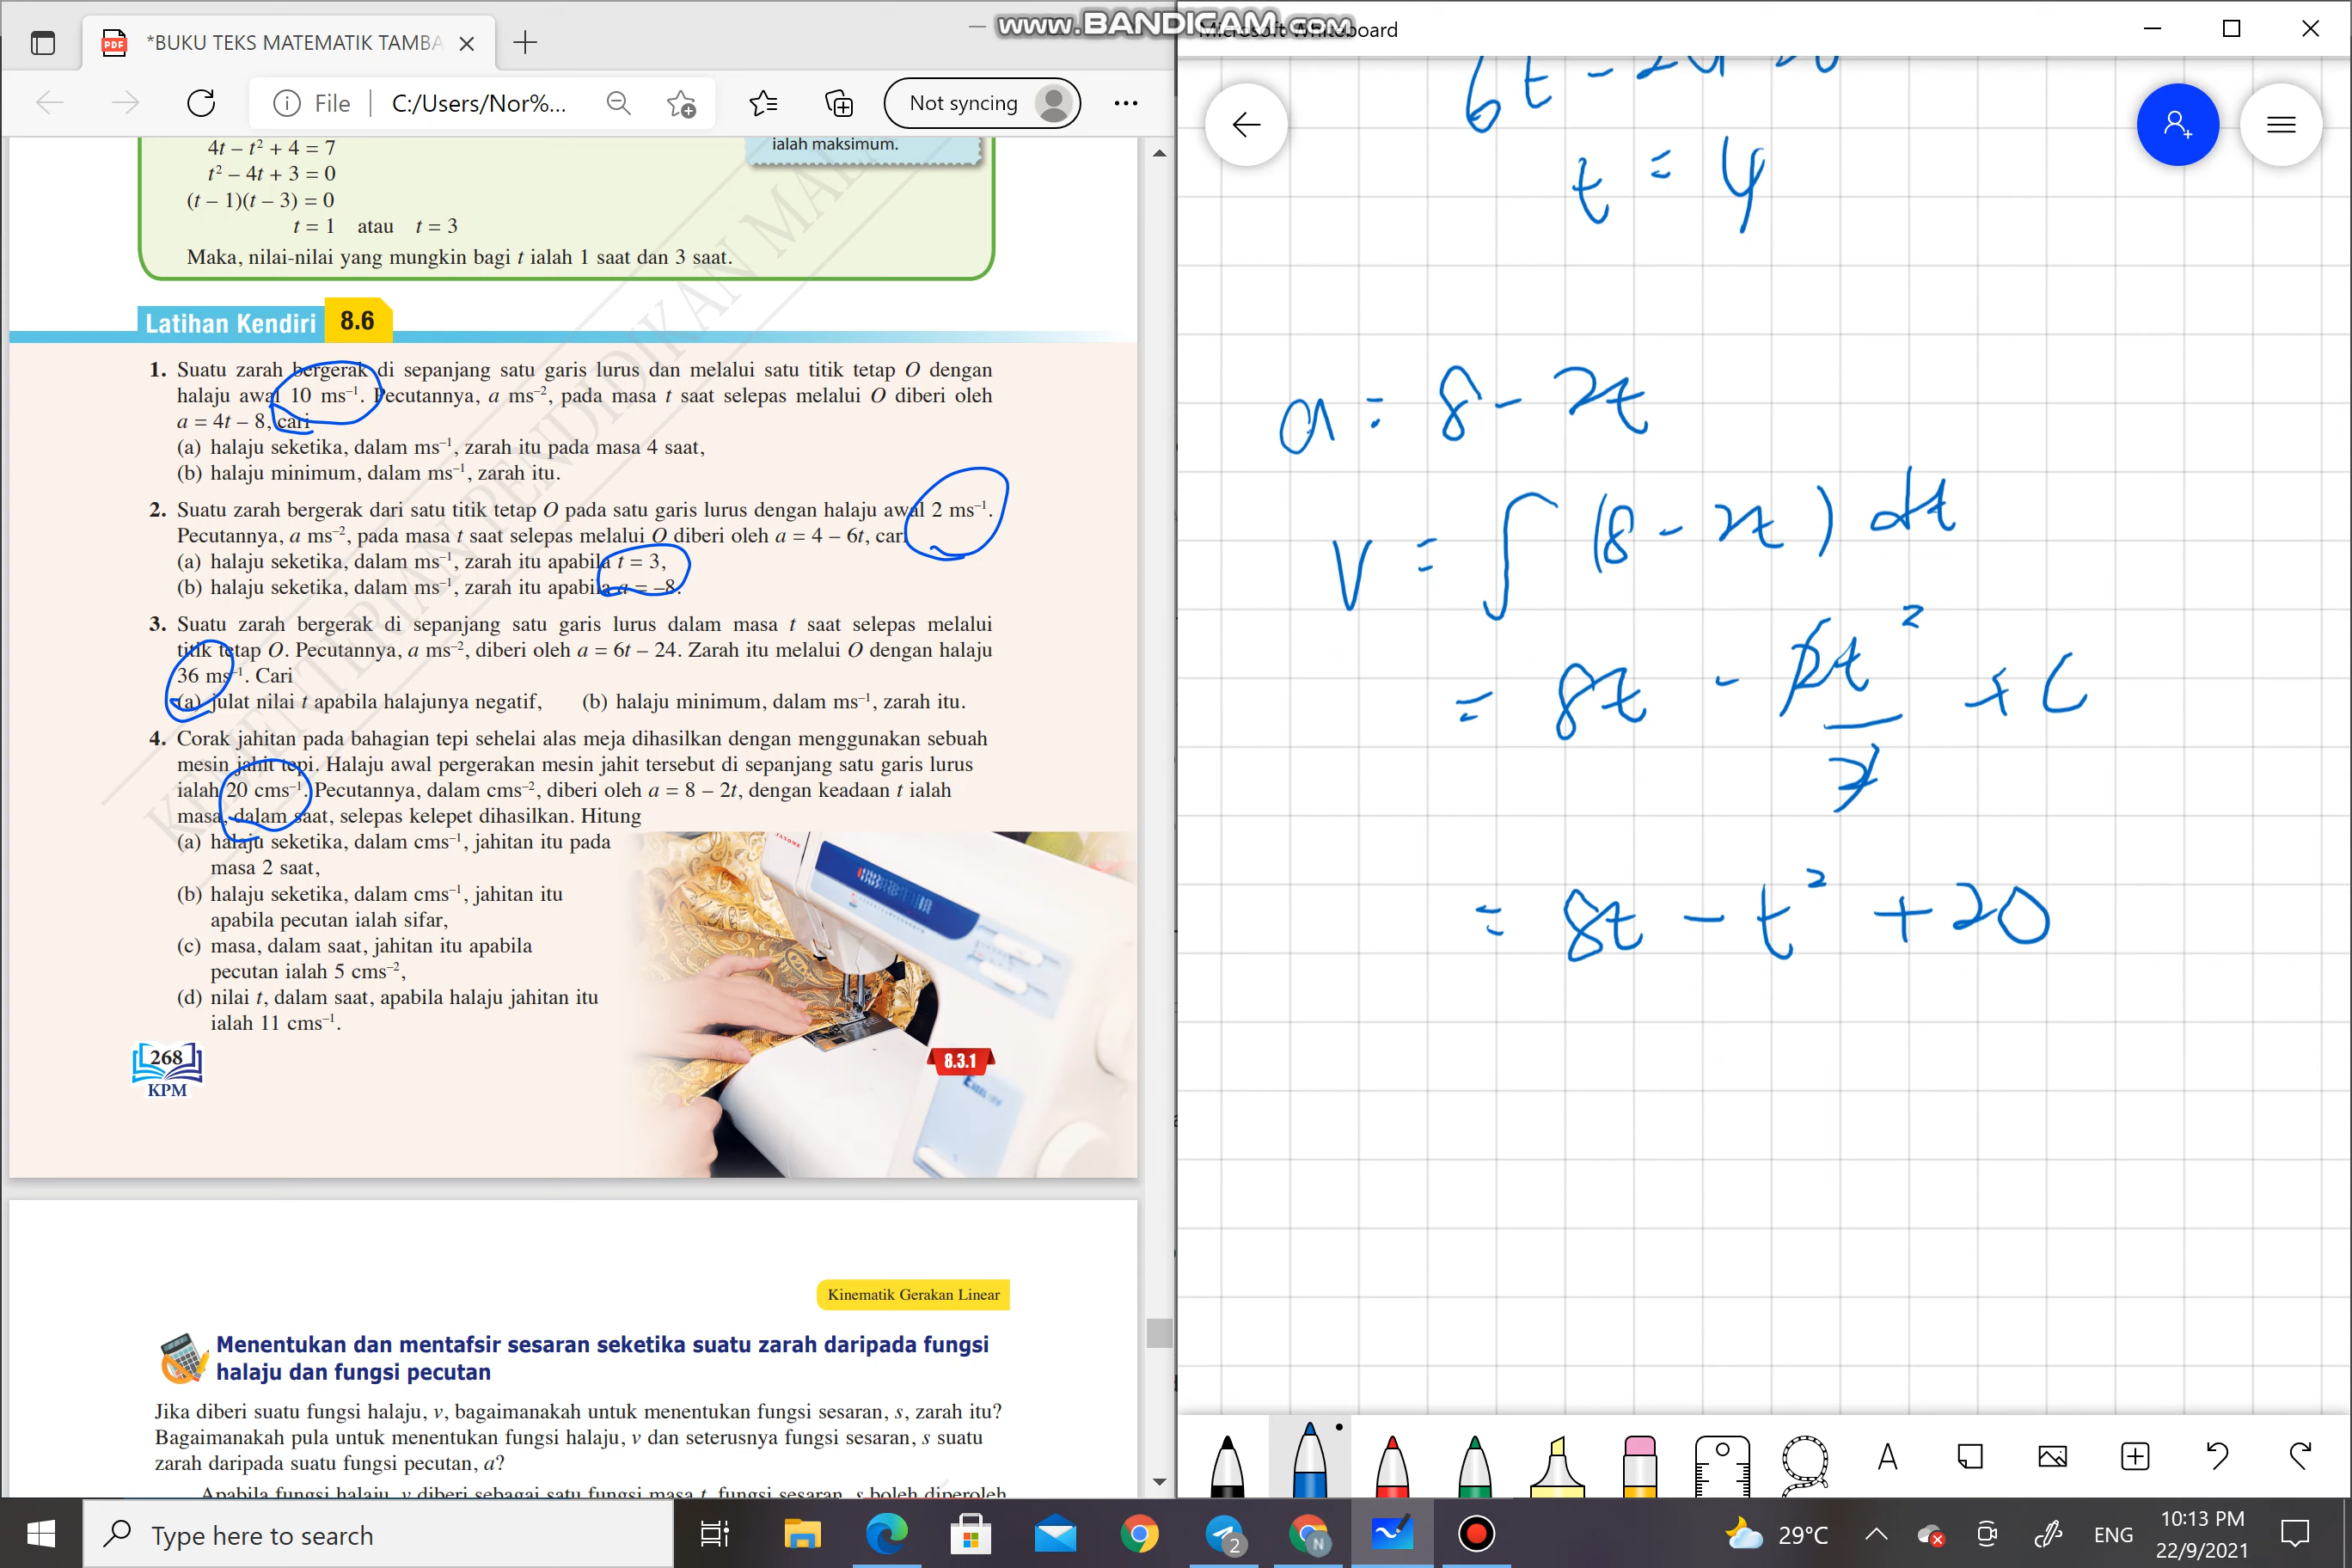 www.BANDICAM.com
*BUKU TEKS MATEMATIK TAMBA
Microsoft Whiteboard
File
C:/Users/Nor%...
Not syncing
ialah maksimum.
4t – t² + 4 = 7
t² – 4t + 3 = 0
(t – 1)(t – 3) = 0
t = 1 atau t = 3
Maka, nilai-nilai yang mungkin bagi t ialah 1 saat dan 3 saat.
Latihan Kendiri 8.6
1. Suatu zarah bergerak di sepanjang satu garis lurus dan melalui satu titik tetap O dengan
halaju awal 10 ms⁻¹. Pecutannya, a ms⁻², pada masa t saat selepas melalui O diberi oleh
a = 4t – 8, cari
(a) halaju seketika, dalam ms⁻¹, zarah itu pada masa 4 saat,
(b) halaju minimum, dalam ms⁻¹, zarah itu.
2. Suatu zarah bergerak dari satu titik tetap O pada satu garis lurus dengan halaju awal 2 ms⁻¹.
Pecutannya, a ms⁻², pada masa t saat selepas melalui O diberi oleh a = 4 – 6t, cari
(a) halaju seketika, dalam ms⁻¹, zarah itu apabila t = 3,
(b) halaju seketika, dalam ms⁻¹, zarah itu apabila a = –8.
3. Suatu zarah bergerak di sepanjang satu garis lurus dalam masa t saat selepas melalui
titik tetap O. Pecutannya, a ms⁻², diberi oleh a = 6t – 24. Zarah itu melalui O dengan halaju
36 ms⁻¹. Cari
(a) julat nilai t apabila halajunya negatif, (b) halaju minimum, dalam ms⁻¹, zarah itu.
4. Corak jahitan pada bahagian tepi sehelai alas meja dihasilkan dengan menggunakan sebuah
mesin jahit tepi. Halaju awal pergerakan mesin jahit tersebut di sepanjang satu garis lurus
ialah 20 cms⁻¹. Pecutannya, dalam cms⁻², diberi oleh a = 8 – 2t, dengan keadaan t ialah
masa, dalam saat, selepas kelepet dihasilkan. Hitung
(a) halaju seketika, dalam cms⁻¹, jahitan itu pada
masa 2 saat,
(b) halaju seketika, dalam cms⁻¹, jahitan itu
apabila pecutan ialah sifar,
(c) masa, dalam saat, jahitan itu apabila
pecutan ialah 5 cms⁻²,
(d) nilai t, dalam saat, apabila halaju jahitan itu
ialah 11 cms⁻¹.
268
KPM
8.3.1
Kinematik Gerakan Linear
Menentukan dan mentafsir sesaran seketika suatu zarah daripada fungsi
halaju dan fungsi pecutan
Jika diberi suatu fungsi halaju, v, bagaimanakah untuk menentukan fungsi sesaran, s, zarah itu?
Bagaimanakah pula untuk menentukan fungsi halaju, v dan seterusnya fungsi sesaran, s suatu
zarah daripada suatu fungsi pecutan, a?
Apabila fungsi halaju, v diberi sebagai satu fungsi masa t, fungsi sesaran, s boleh diperoleh
t = 4
a = 8 - 2t
v = ∫ (8 - 2t) dt
= 8t - 2t²/2 + c
= 8t - t² + 20
Type here to search
2
N
29°C
ENG
10:13 PM
22/9/2021